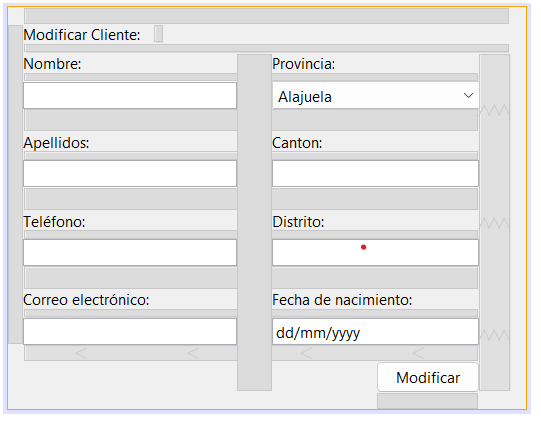 Modificar Cliente:
Nombre:
Provincia:
Alajuela
Apellidos:
Canton:
Teléfono:
Distrito:
Correo electrónico:
Fecha de nacimiento:
dd/mm/yyyy
Modificar